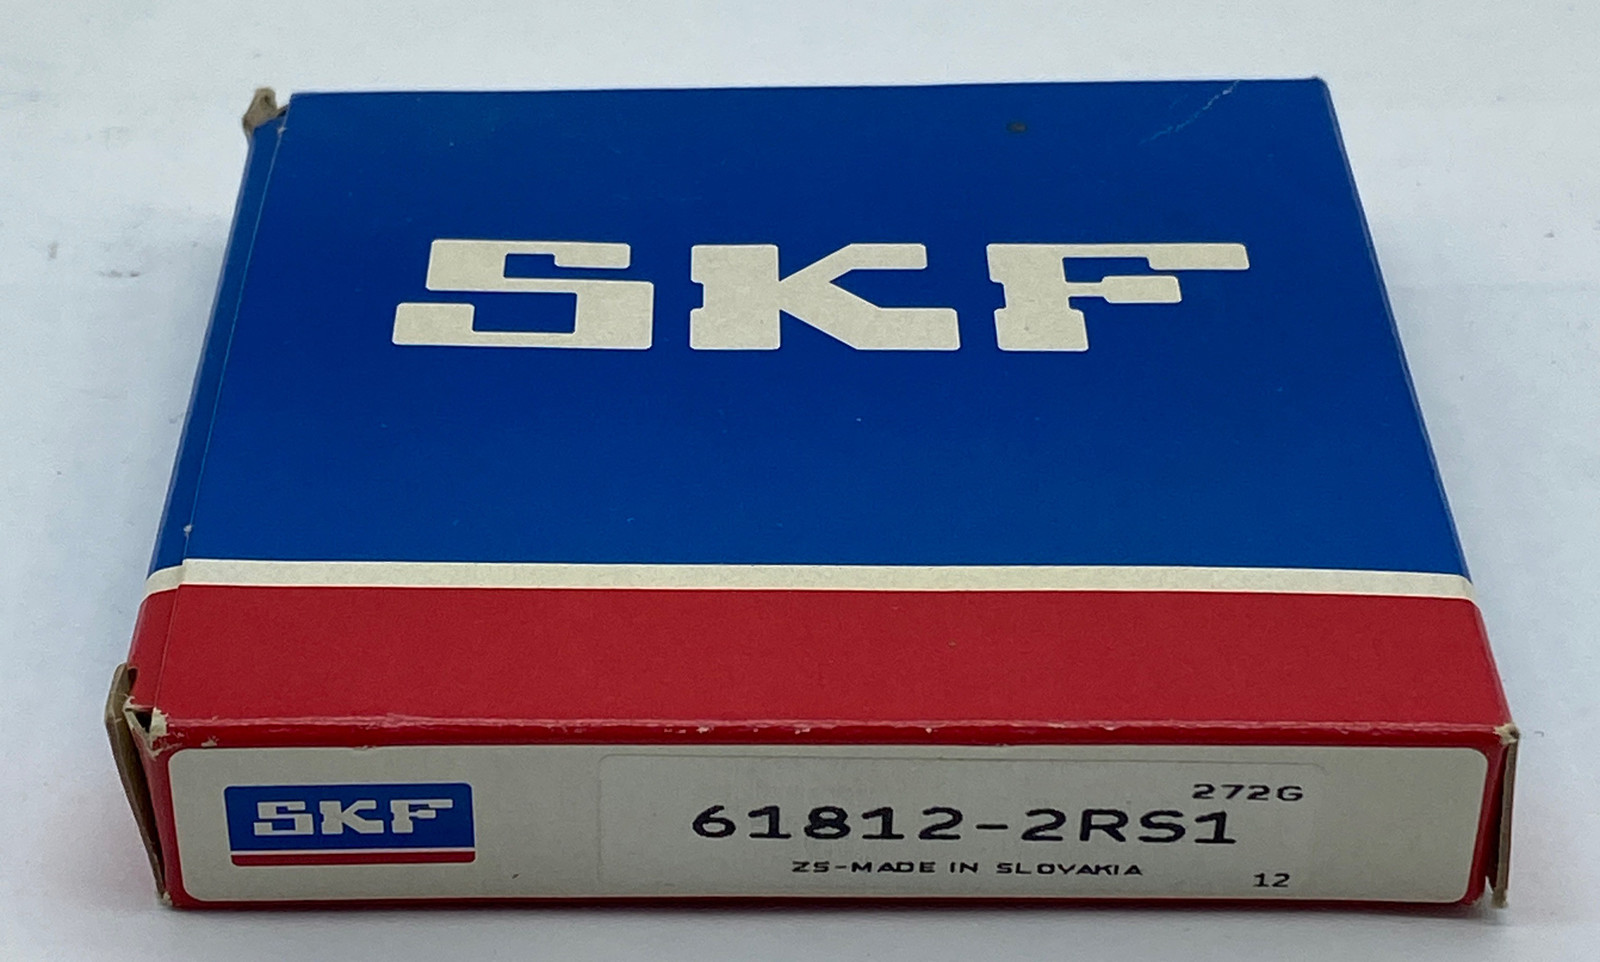 SKF
SKF
272G
61812-2RS1
ZS-MADE IN SLOVAKIA
12